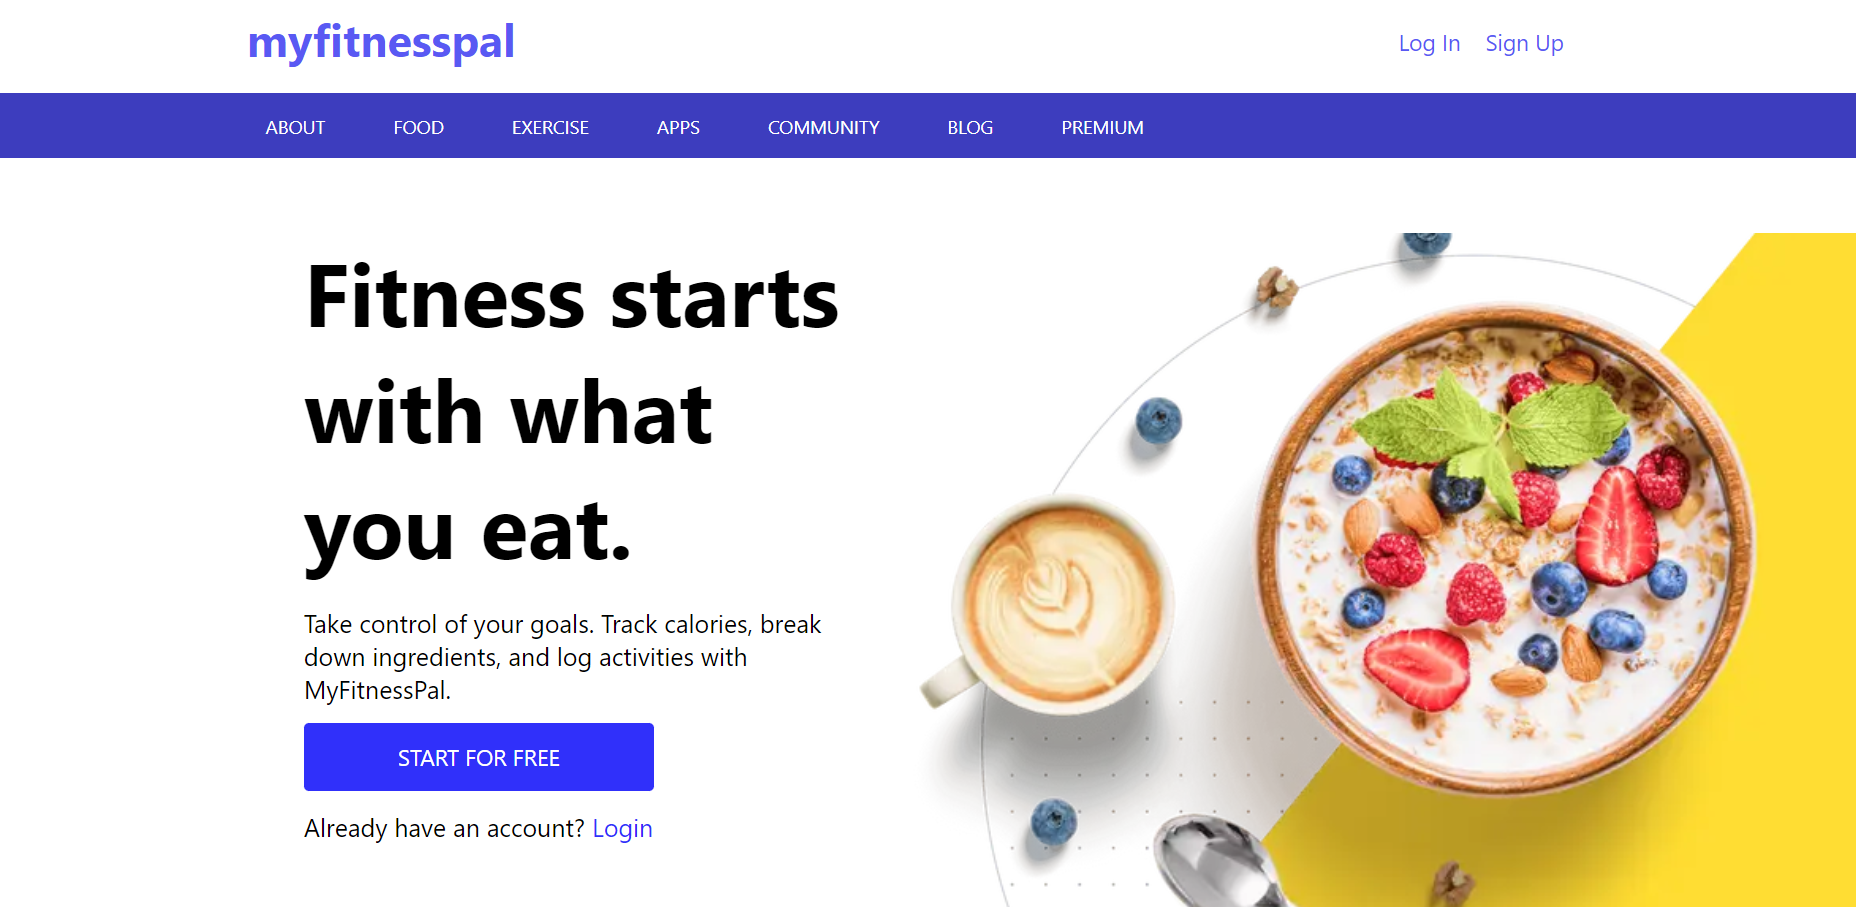 myfitnesspal
Log In Sign Up
ABOUT FOOD EXERCISE APPS COMMUNITY BLOG PREMIUM
Fitness starts
with what
you eat.
Take control of your goals. Track calories, break
down ingredients, and log activities with
MyFitnessPal.
START FOR FREE
Already have an account? Login